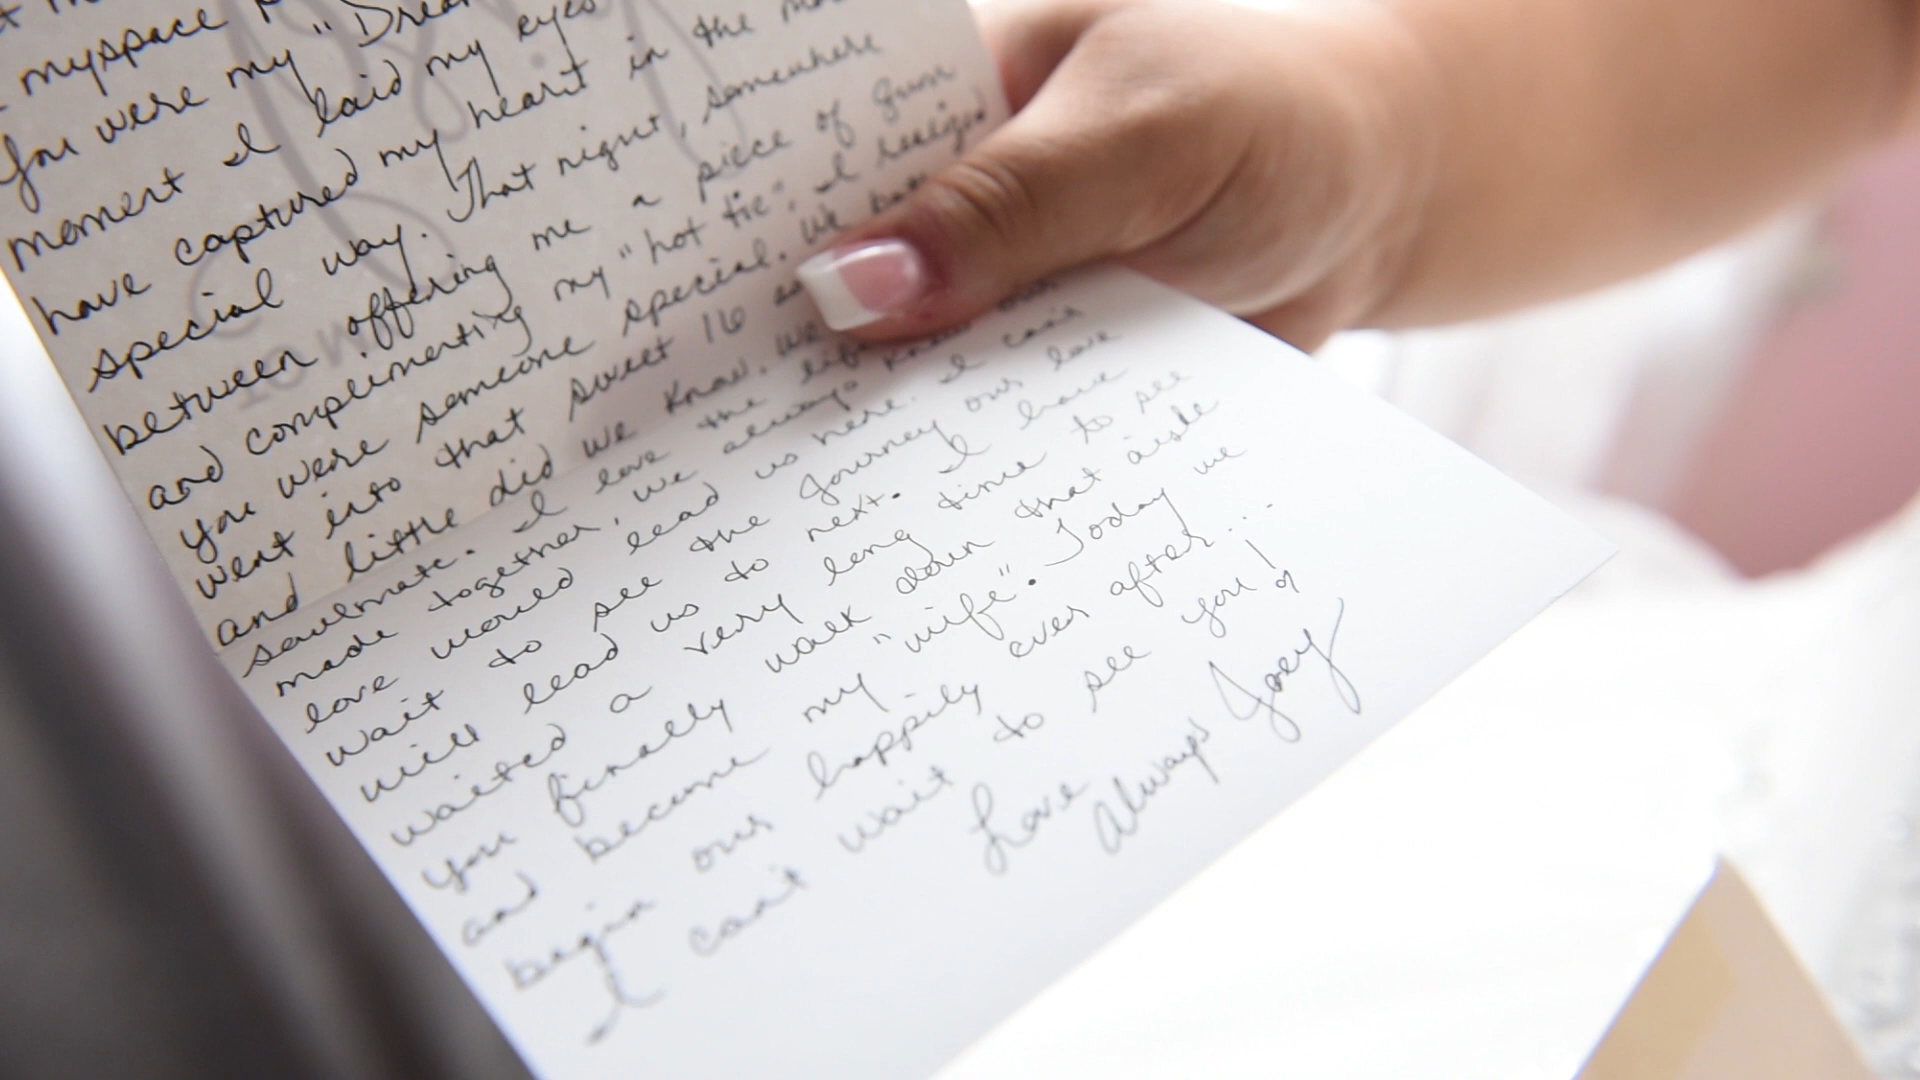 myspace
You were my "Dream
moment I laid my eyes
have captured my heart in the
special way. That night, somewhere
between offering me a piece of gum
and complimenting my "hot tie". I realized
you were someone special. We
went into that sweet 16
and little did we know. We
soulmate. I love the life
made together, we always knew our
love would lead us here. I can't
wait to see the journey our love
will lead us to next. I have
waited a very long time to see
you finally walk down that aisle
and become my "wife". Today we
begin our happily ever after...
I can't wait to see you!
Love
Always Joey